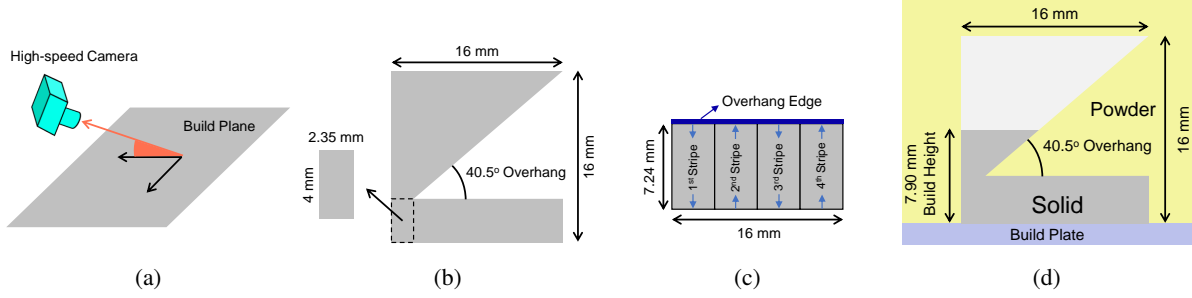 High-speed Camera
Build Plane
(a)
16 mm
2.35 mm
4 mm
40.5° Overhang
16 mm
(b)
Overhang Edge
7.24 mm
1st Stripe
2nd Stripe
3rd Stripe
4th Stripe
16 mm
(c)
16 mm
Powder
40.5° Overhang
16 mm
7.90 mm
Build Height
Solid
Build Plate
(d)